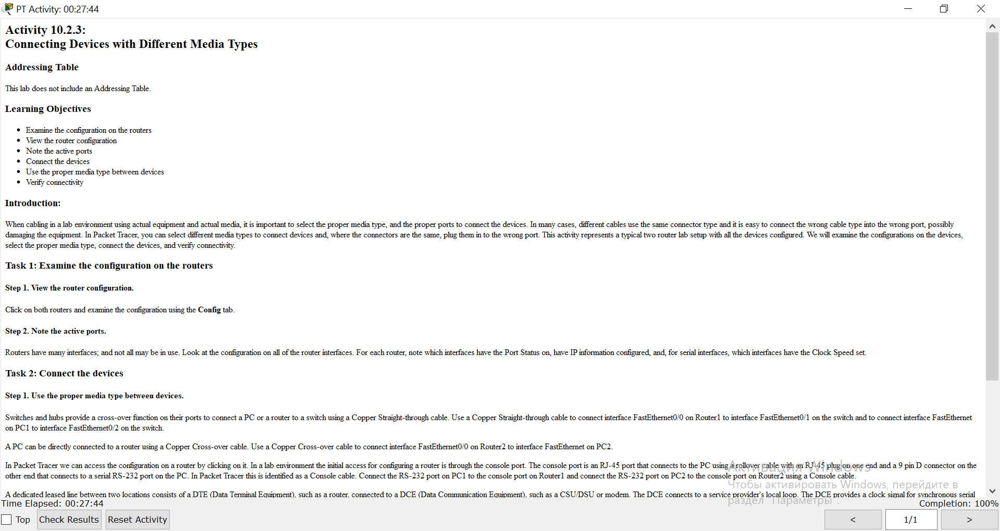 PT Activity: 00:27:44
Activity 10.2.3:
Connecting Devices with Different Media Types
Addressing Table
This lab does not include an Addressing Table.
Learning Objectives
Examine the configuration on the routers
View the router configuration
Note the active ports
Connect the devices
Use the proper media type between devices
Verify connectivity
Introduction:
When cabling in a lab environment using actual equipment and actual media, it is important to select the proper media type, and the proper ports to connect the devices. In many cases, different cables use the same connector type and it is easy to connect the wrong cable type into the wrong port, possibly
damaging the equipment. In Packet Tracer, you can select different media types to connect devices and, where the connectors are the same, plug them in to the wrong port. This activity represents a typical two router lab setup with all the devices configured. We will examine the configurations on the devices,
select the proper media type, connect the devices, and verify connectivity.
Task 1: Examine the configuration on the routers
Step 1. View the router configuration.
Click on both routers and examine the configuration using the Config tab.
Step 2. Note the active ports.
Routers have many interfaces; and not all may be in use. Look at the configuration on all of the router interfaces. For each router, note which interfaces have the Port Status on, have IP information configured, and, for serial interfaces, which interfaces have the Clock Speed set.
Task 2: Connect the devices
Step 1. Use the proper media type between devices.
Switches and hubs provide a cross-over function on their ports to connect a PC or a router to a switch using a Copper Straight-through cable. Use a Copper Straight-through cable to connect interface FastEthernet0/0 on Router1 to interface FastEthernet0/1 on the switch and to connect interface FastEthernet
on PC1 to interface FastEthernet0/2 on the switch.
A PC can be directly connected to a router using a Copper Cross-over cable. Use a Copper Cross-over cable to connect interface FastEthernet0/0 on Router2 to interface FastEthernet on PC2.
In Packet Tracer we can access the configuration on a router by clicking on it. In a lab environment the initial access for configuring a router is through the console port. The console port is an RJ-45 port that connects to the PC using a rollover cable with an RJ-45 plug on one end and a 9 pin D connector on the
other end that connects to a serial RS-232 port on the PC. In Packet Tracer this is identified as a Console cable. Connect the RS-232 port on PC1 to the console port on Router1 and connect the RS-232 port on PC2 to the console port on Router2 using a Console cable.
A dedicated leased line between two locations consists of a DTE (Data Terminal Equipment), such as a router, connected to a DCE (Data Communication Equipment), such as a CSU/DSU or modem. The DCE connects to a service provider's local loop. The DCE provides a clock signal for synchronous serial
Активация Windows
Чтобы активировать Windows, перейдите в
раздел "Параметры".
Time Elapsed: 00:27:44
Completion: 100%
Top
Check Results
Reset Activity
<
1/1
>